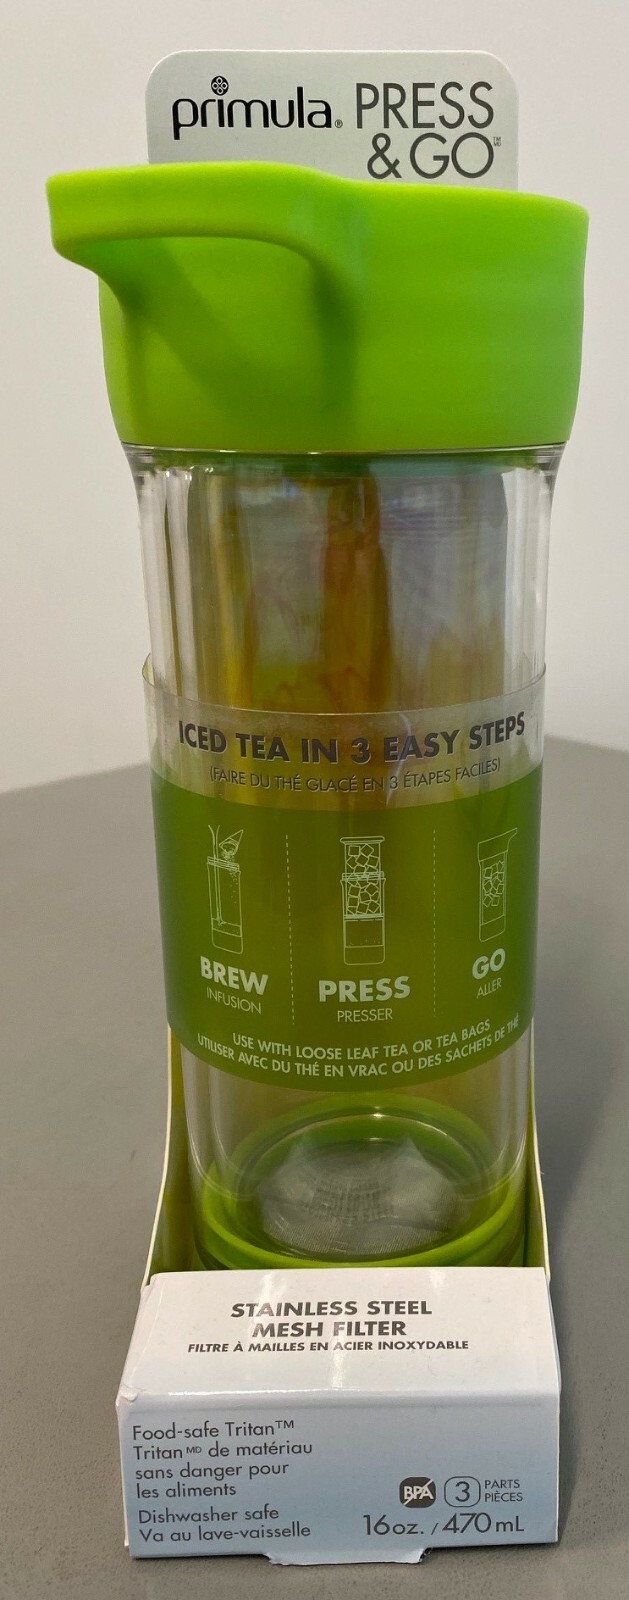 primula® PRESS
& GO™ MD
ICED TEA IN 3 EASY STEPS
(FAIRE DU THÉ GLACÉ EN 3 ÉTAPES FACILES)
BREW
INFUSION
PRESS
PRESSER
GO
ALLER
USE WITH LOOSE LEAF TEA OR TEA BAGS
UTILISER AVEC DU THÉ EN VRAC OU DES SACHETS DE THÉ
STAINLESS STEEL
MESH FILTER
FILTRE À MAILLES EN ACIER INOXYDABLE
Food-safe Tritan™
Tritan MD de matériau
sans danger pour
les aliments
Dishwasher safe
Va au lave-vaisselle
BPA
3 PARTS
PIÈCES
16oz. / 470mL